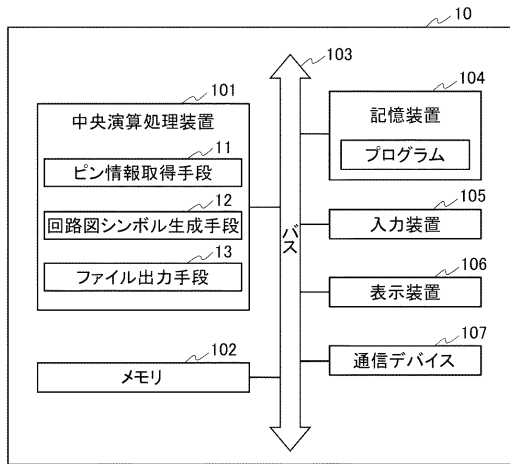 10
103
101
中央演算処理装置
11
ピン情報取得手段
12
回路図シンボル生成手段
13
ファイル出力手段
102
メモリ
バス
104
記憶装置
プログラム
105
入力装置
106
表示装置
107
通信デバイス